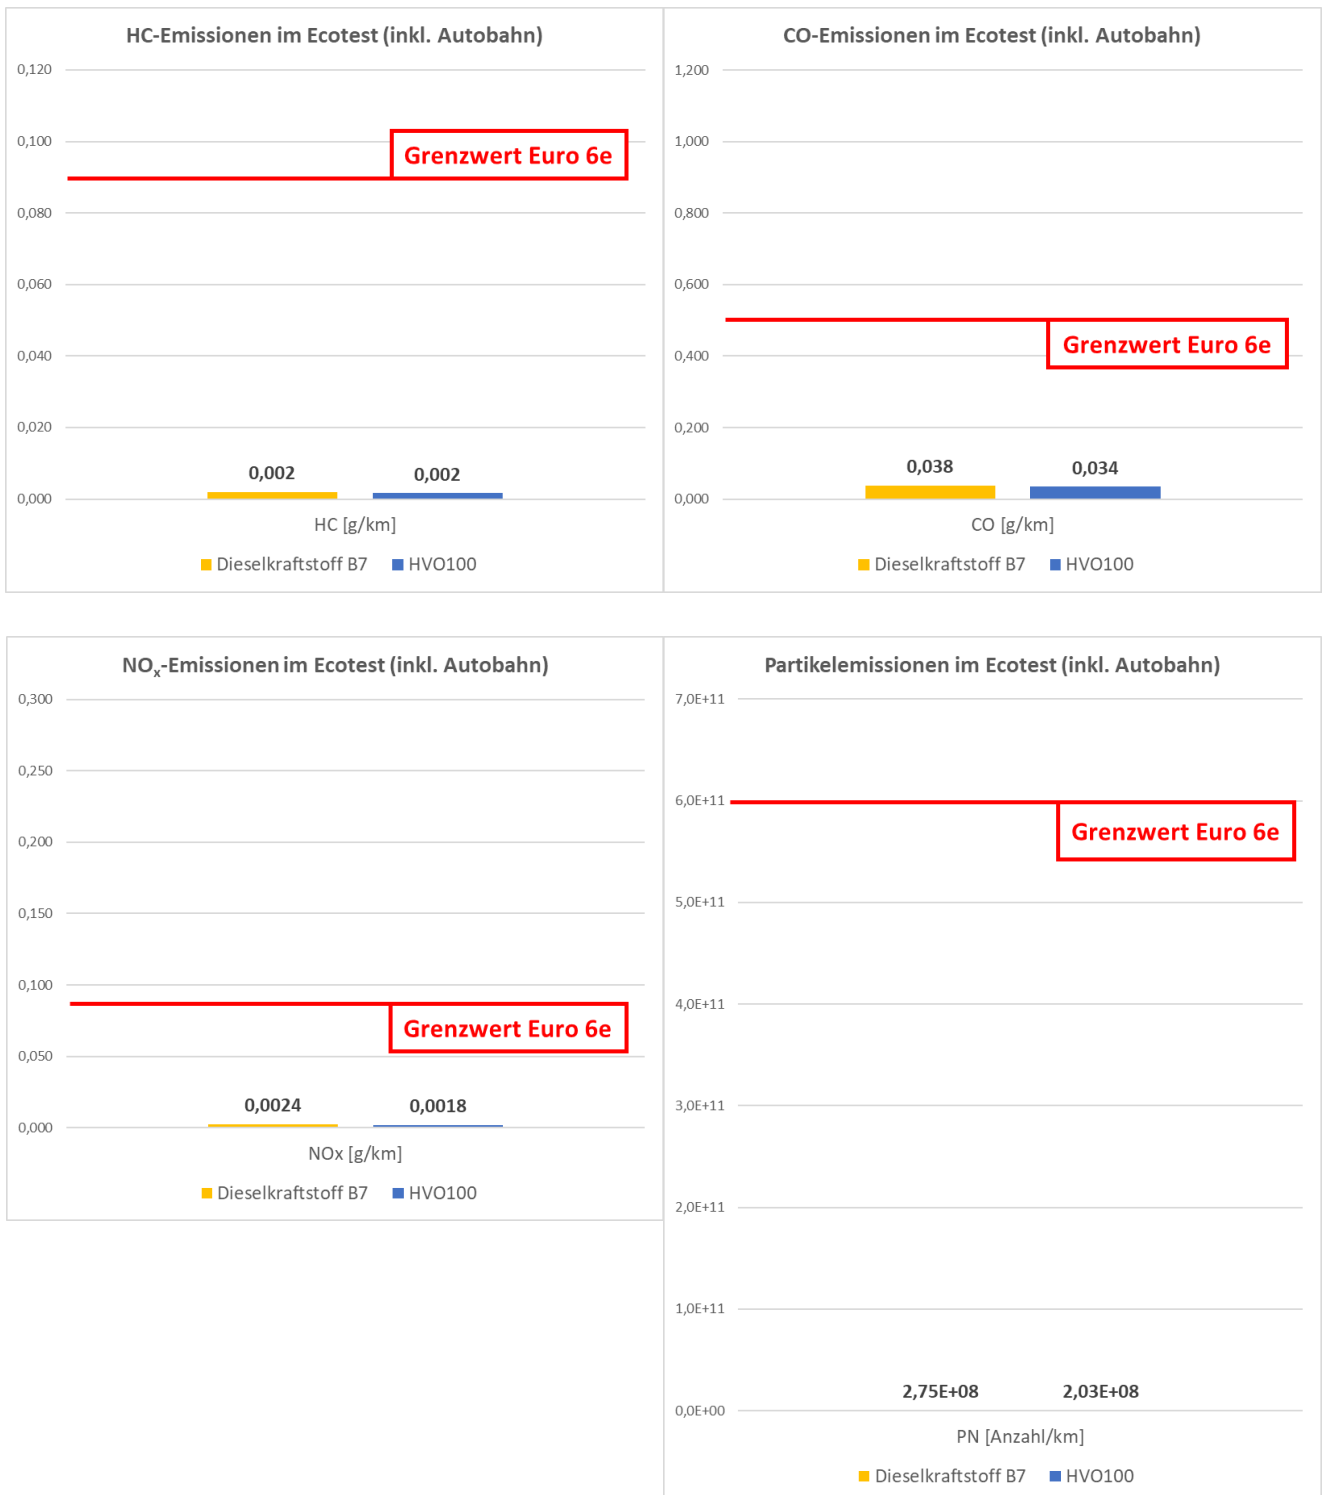 HC-Emissionen im Ecotest (inkl. Autobahn)
0,120
0,100
Grenzwert Euro 6e
0,080
0,060
0,040
0,020
0,002
0,002
0,000
HC [g/km]
Dieselkraftstoff B7 HVO100
CO-Emissionen im Ecotest (inkl. Autobahn)
1,200
1,000
0,800
0,600
Grenzwert Euro 6e
0,400
0,200
0,038
0,034
0,000
CO [g/km]
Dieselkraftstoff B7 HVO100
NOx-Emissionen im Ecotest (inkl. Autobahn)
0,300
0,250
0,200
0,150
0,100
Grenzwert Euro 6e
0,050
0,0024
0,0018
0,000
NOx [g/km]
Dieselkraftstoff B7 HVO100
Partikelemissionen im Ecotest (inkl. Autobahn)
7,0E+11
6,0E+11
Grenzwert Euro 6e
5,0E+11
4,0E+11
3,0E+11
2,0E+11
1,0E+11
2,75E+08
2,03E+08
0,0E+00
PN [Anzahl/km]
Dieselkraftstoff B7 HVO100